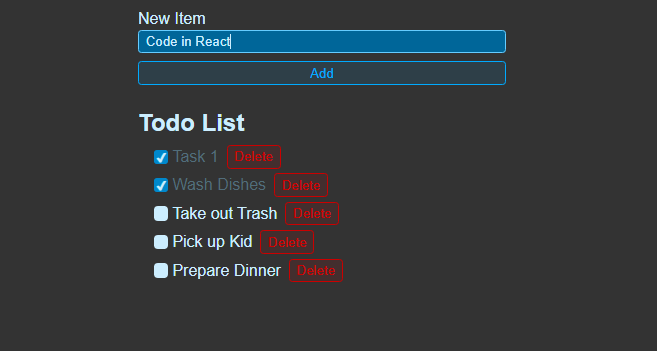 New Item
Code in React
Add
Todo List
Task 1 Delete
Wash Dishes Delete
Take out Trash Delete
Pick up Kid Delete
Prepare Dinner Delete